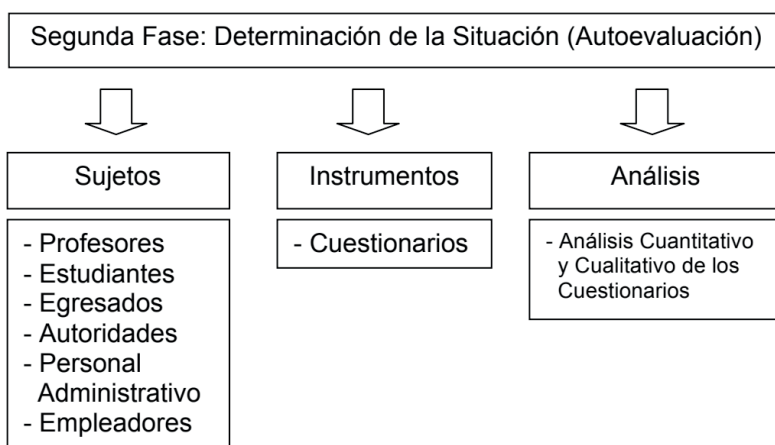 Segunda Fase: Determinación de la Situación (Autoevaluación)
Sujetos
- Profesores
- Estudiantes
- Egresados
- Autoridades
- Personal
Administrativo
- Empleadores
Instrumentos
- Cuestionarios
Análisis
- Análisis Cuantitativo
y Cualitativo de los
Cuestionarios